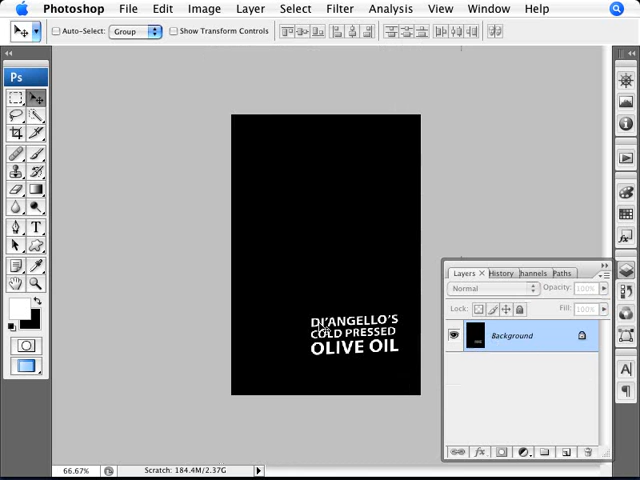 Photoshop File Edit Image Layer Select Filter Analysis View Window Help
Auto-Select: Group Show Transform Controls
Ps
Layers × History Channels Paths
Normal Opacity: 100%
Lock: Fill: 100%
Background
DI'ANGELLO'S
COLD PRESSED
OLIVE OIL
66.67% Scratch: 184.4M/2.37G